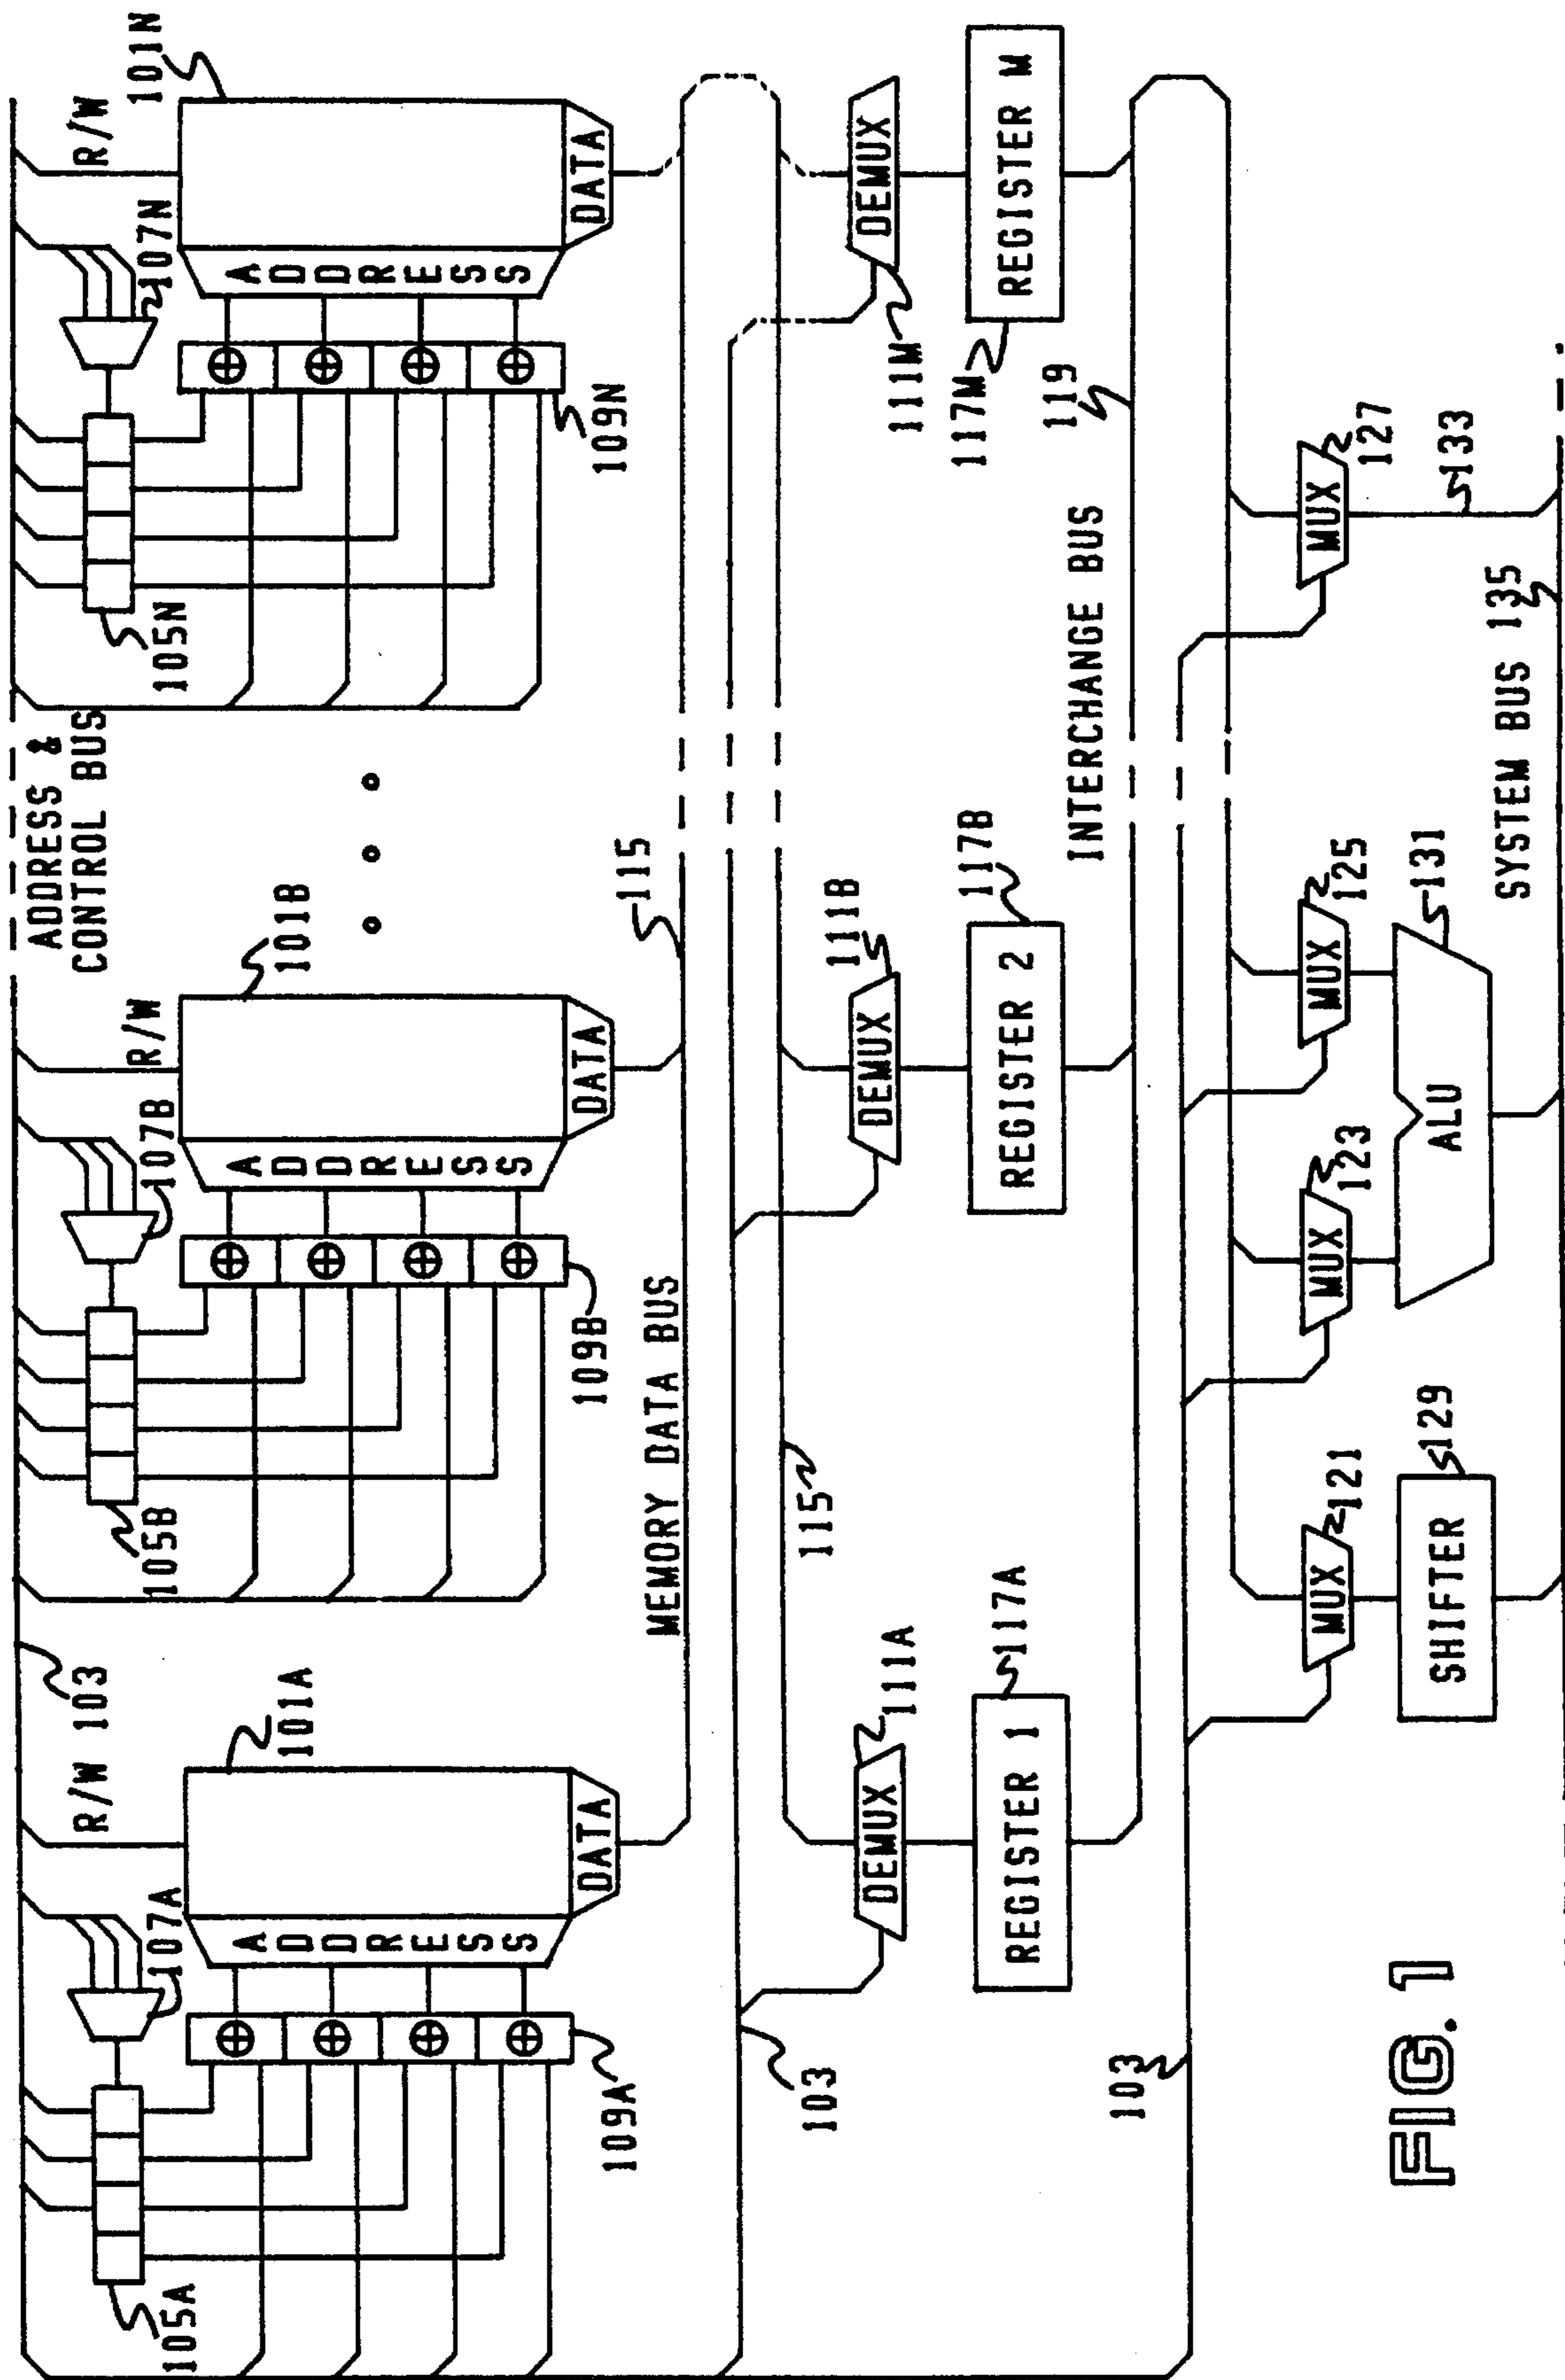 ADDRESS &
CONTROL BUS
R/W 103
R/W
R/W
103
107A
107B
107N
101A
101B
101N
105A
105B
105N
ADDRESS
ADDRESS
ADDRESS
109A
109B
109N
DATA
DATA
DATA
MEMORY DATA BUS
115
103
115
DEMUX
111A
DEMUX
111B
DEMUX
111M
REGISTER 1
117A
REGISTER 2
117B
REGISTER M
117M
INTERCHANGE BUS
119
103
MUX
121
MUX
123
MUX
125
MUX
127
SHIFTER
129
ALU
131
133
SYSTEM BUS 135
FIG. 1